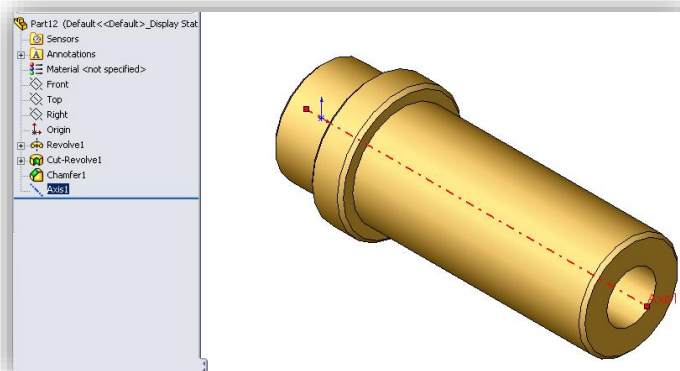 Part12 (Default<<Default>_Display Stat
Sensors
A Annotations
Material <not specified>
Front
Top
Right
Origin
Revolve1
Cut-Revolve1
Chamfer1
Axis1
Axis1